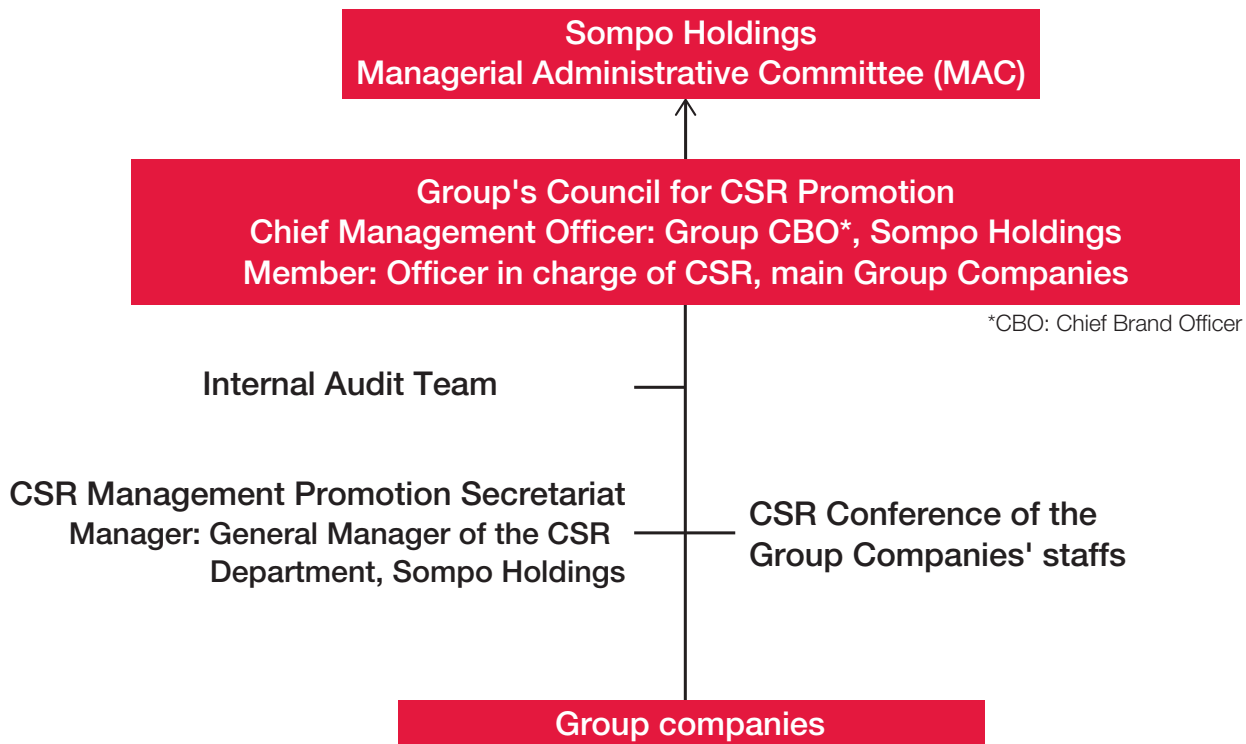 Sompo Holdings
Managerial Administrative Committee (MAC)
Group's Council for CSR Promotion
Chief Management Officer: Group CBO*, Sompo Holdings
Member: Officer in charge of CSR, main Group Companies
*CBO: Chief Brand Officer
Internal Audit Team
CSR Management Promotion Secretariat
Manager: General Manager of the CSR
Department, Sompo Holdings
CSR Conference of the
Group Companies' staffs
Group companies